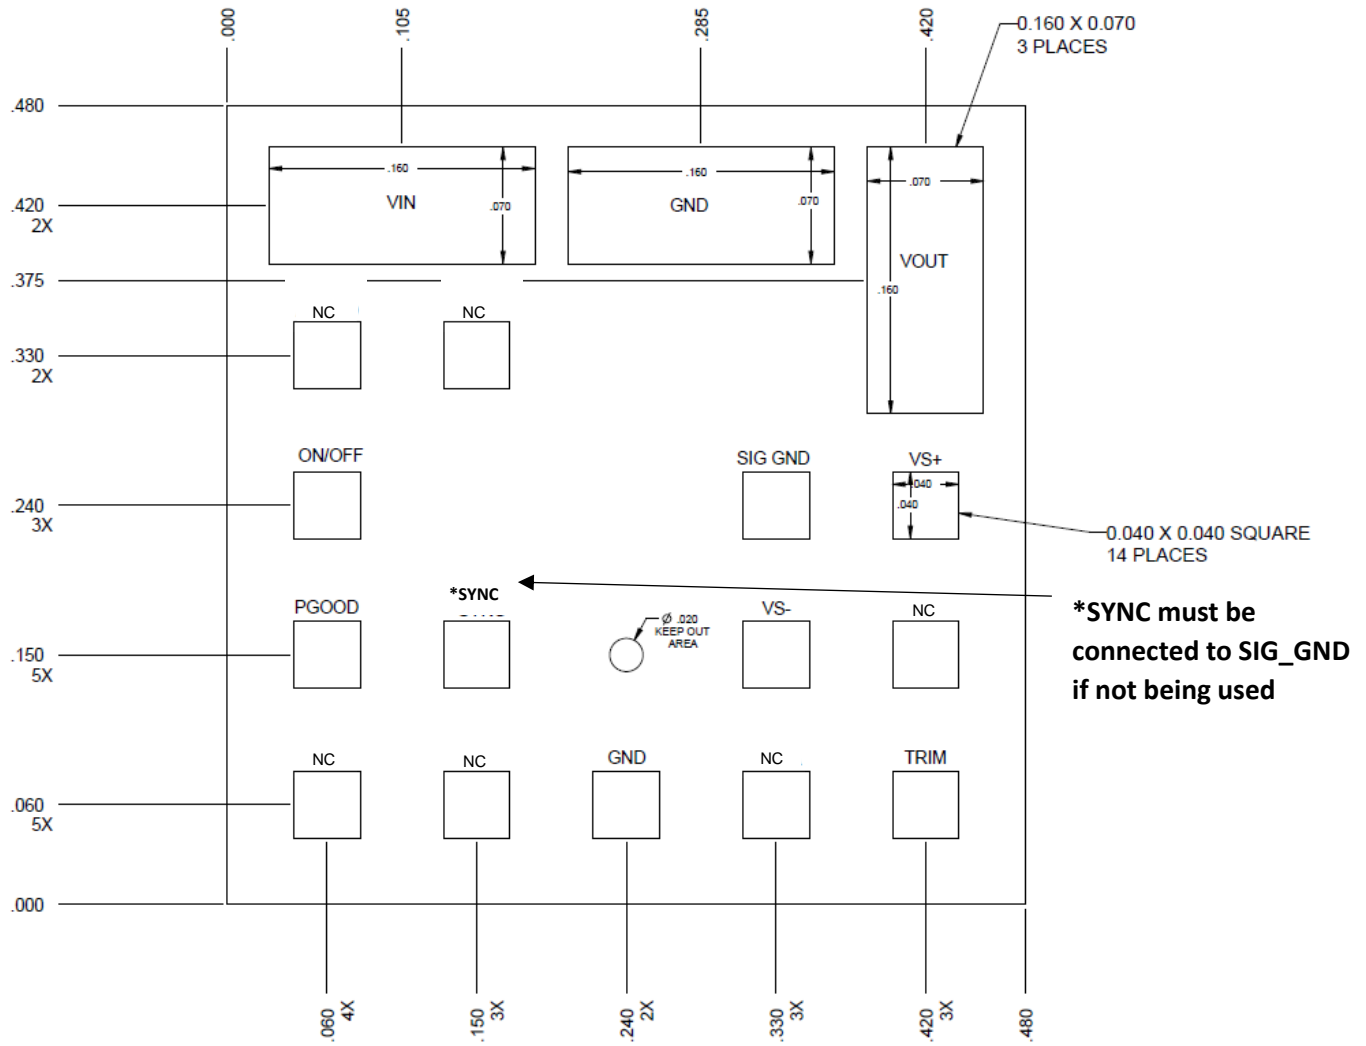 .000
.105
.285
.420
0.160 X 0.070
3 PLACES
.480
.160
.160
.070
VIN
.070
GND
.070
.420
2X
VOUT
.375
.160
NC
NC
.330
2X
ON/OFF
SIG GND
VS+
.040
.040
.240
3X
0.040 X 0.040 SQUARE
14 PLACES
*SYNC
PGOOD
Ø .020
KEEP OUT
AREA
VS-
NC
*SYNC must be
connected to SIG_GND
if not being used
.150
5X
NC
NC
GND
NC
TRIM
.060
5X
.000
.060 4X
.150 3X
.240 2X
.330 3X
.420 3X
.480